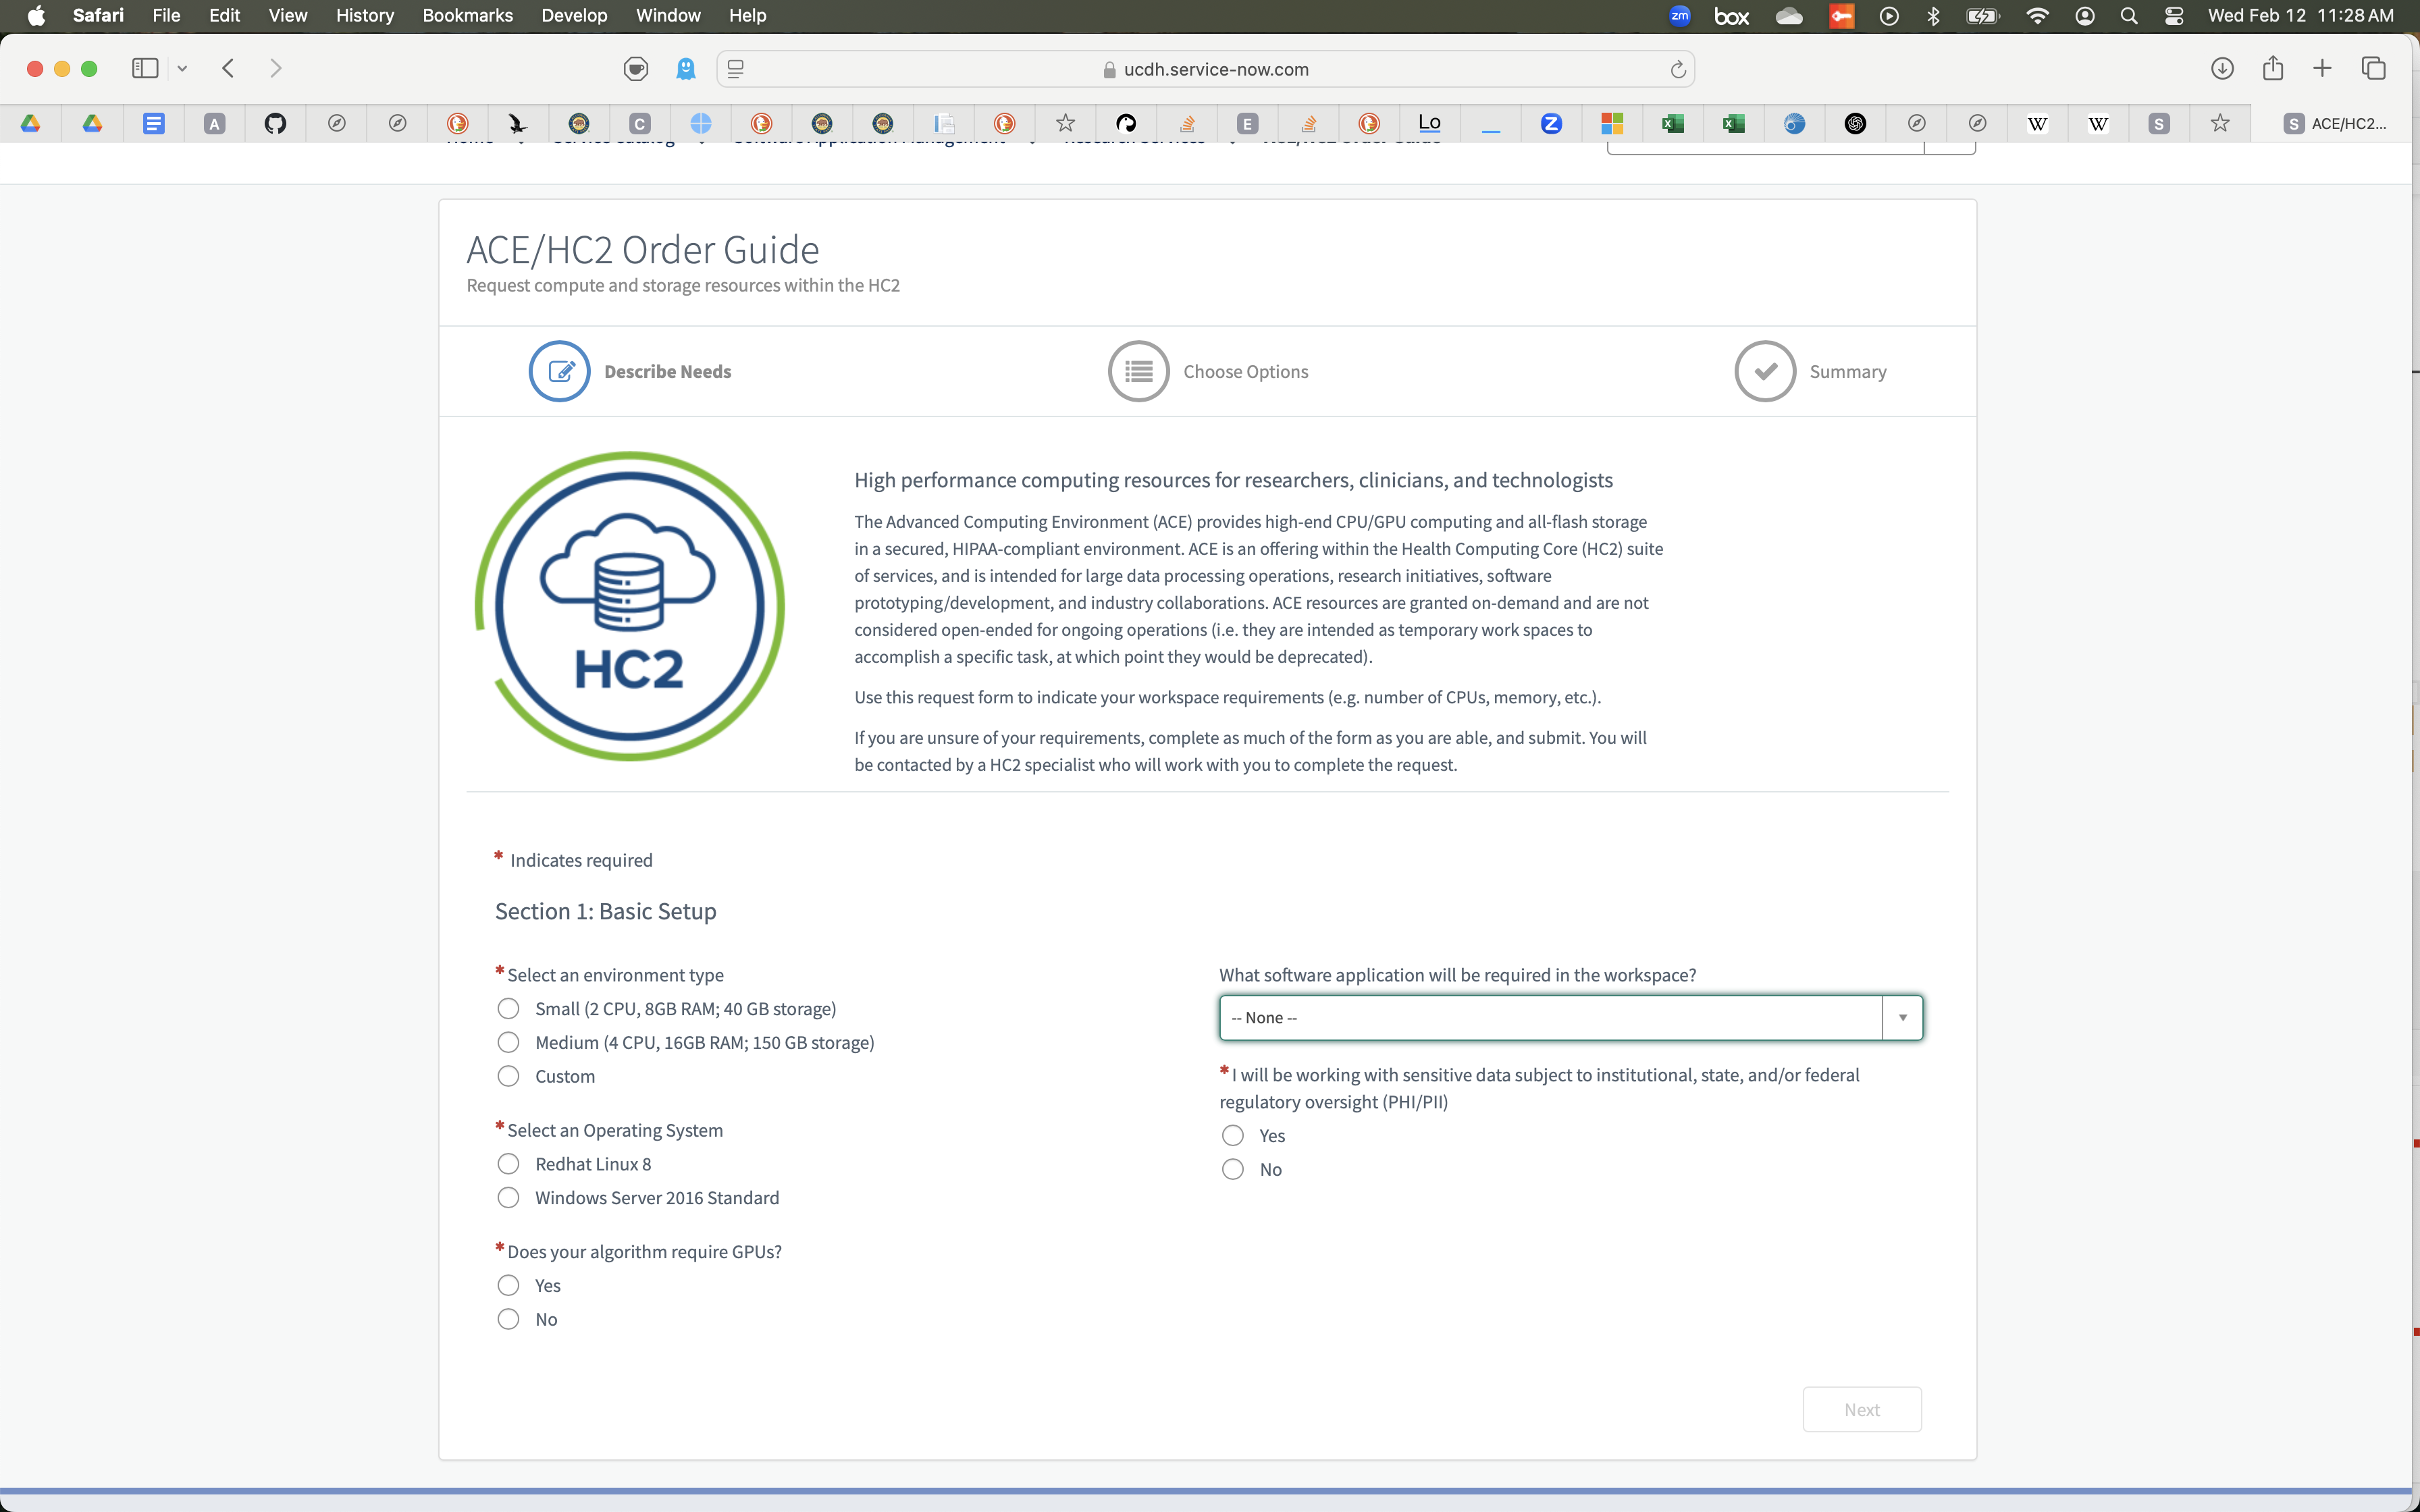 Safari File Edit View History Bookmarks Develop Window Help zm box Wed Feb 12 11:28 AM
ucdh.service-now.com
A C E Lo Z W W S S ACE/HC2...
Home Service Catalog Software Application Management Research Services ACE/HC2 Order Guide
ACE/HC2 Order Guide
Request compute and storage resources within the HC2
Describe Needs Choose Options Summary
HC2
High performance computing resources for researchers, clinicians, and technologists
The Advanced Computing Environment (ACE) provides high-end CPU/GPU computing and all-flash storage
in a secured, HIPAA-compliant environment. ACE is an offering within the Health Computing Core (HC2) suite
of services, and is intended for large data processing operations, research initiatives, software
prototyping/development, and industry collaborations. ACE resources are granted on-demand and are not
considered open-ended for ongoing operations (i.e. they are intended as temporary work spaces to
accomplish a specific task, at which point they would be deprecated).
Use this request form to indicate your workspace requirements (e.g. number of CPUs, memory, etc.).
If you are unsure of your requirements, complete as much of the form as you are able, and submit. You will
be contacted by a HC2 specialist who will work with you to complete the request.
* Indicates required
Section 1: Basic Setup
*Select an environment type
Small (2 CPU, 8GB RAM; 40 GB storage)
Medium (4 CPU, 16GB RAM; 150 GB storage)
Custom
*Select an Operating System
Redhat Linux 8
Windows Server 2016 Standard
*Does your algorithm require GPUs?
Yes
No
What software application will be required in the workspace?
-- None --
*I will be working with sensitive data subject to institutional, state, and/or federal
regulatory oversight (PHI/PII)
Yes
No
Next